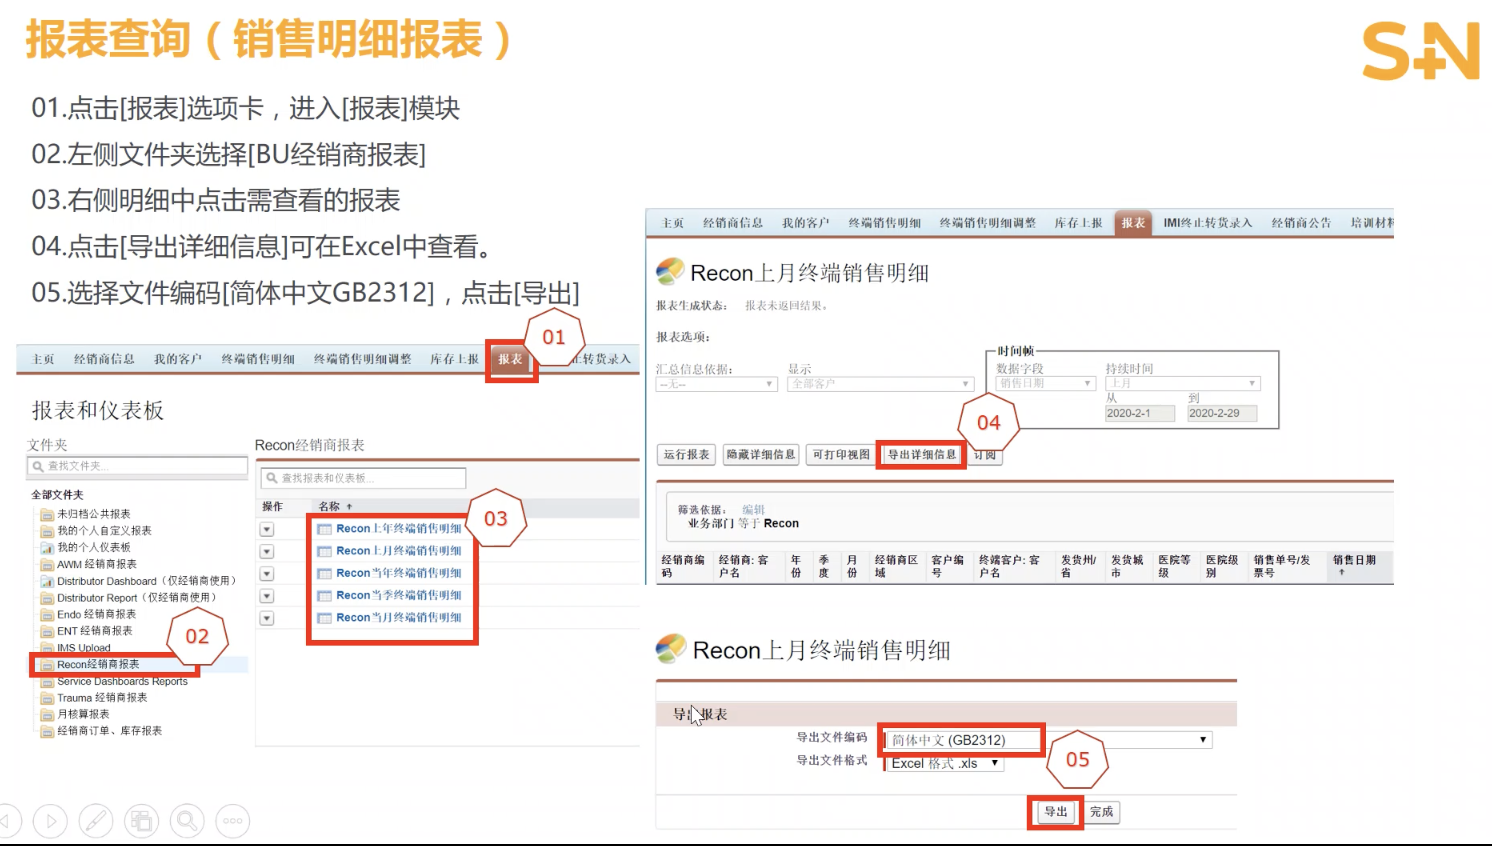 报表查询（销售明细报表）
S+N
01.点击[报表]选项卡，进入[报表]模块
02.左侧文件夹选择[BU经销商报表]
03.右侧明细中点击需查看的报表
04.点击[导出详细信息]可在Excel中查看。
05.选择文件编码[简体中文GB2312]，点击[导出]
01
主页 经销商信息 我的客户 终端销售明细 终端销售明细调整 库存上报 报表 止转货录入
报表和仪表板
文件夹
查找文件夹...
全部文件夹
未归档公共报表
我的个人自定义报表
我的个人仪表板
AWM 经销商报表
Distributor Dashboard（仅经销商使用）
Distributor Report（仅经销商使用）
Endo 经销商报表
ENT 经销商报表
IMS Upload
Recon经销商报表
Service Dashboards Reports
Trauma 经销商报表
月核算报表
经销商订单、库存报表
02
Recon经销商报表
查找报表和仪表板...
操作 名称 ↑
Recon上年终端销售明细
Recon上月终端销售明细
Recon当年终端销售明细
Recon当季终端销售明细
Recon当月终端销售明细
03
主页 经销商信息 我的客户 终端销售明细 终端销售明细调整 库存上报 报表 IMI终止转货录入 经销商公告 培训材料
Recon上月终端销售明细
报表生成状态： 报表未返回结果。
报表选项：
汇总信息依据： 显示
--无-- 全部客户
时间帧
数据字段 持续时间
销售日期 上月
从 到
2020-2-1 2020-2-29
04
运行报表 隐藏详细信息 可打印视图 导出详细信息 订阅
筛选依据： 编辑
业务部门 等于 Recon
经销商编码 经销商: 客户名 年份 季度 月份 经销商区域 客户编号 终端客户: 客户名 发货州/省 发货城市 医院等级 医院级别 销售单号/发票号 销售日期 ↑
Recon上月终端销售明细
导出报表
导出文件编码 简体中文 (GB2312)
导出文件格式 Excel 格式 .xls
05
导出 完成